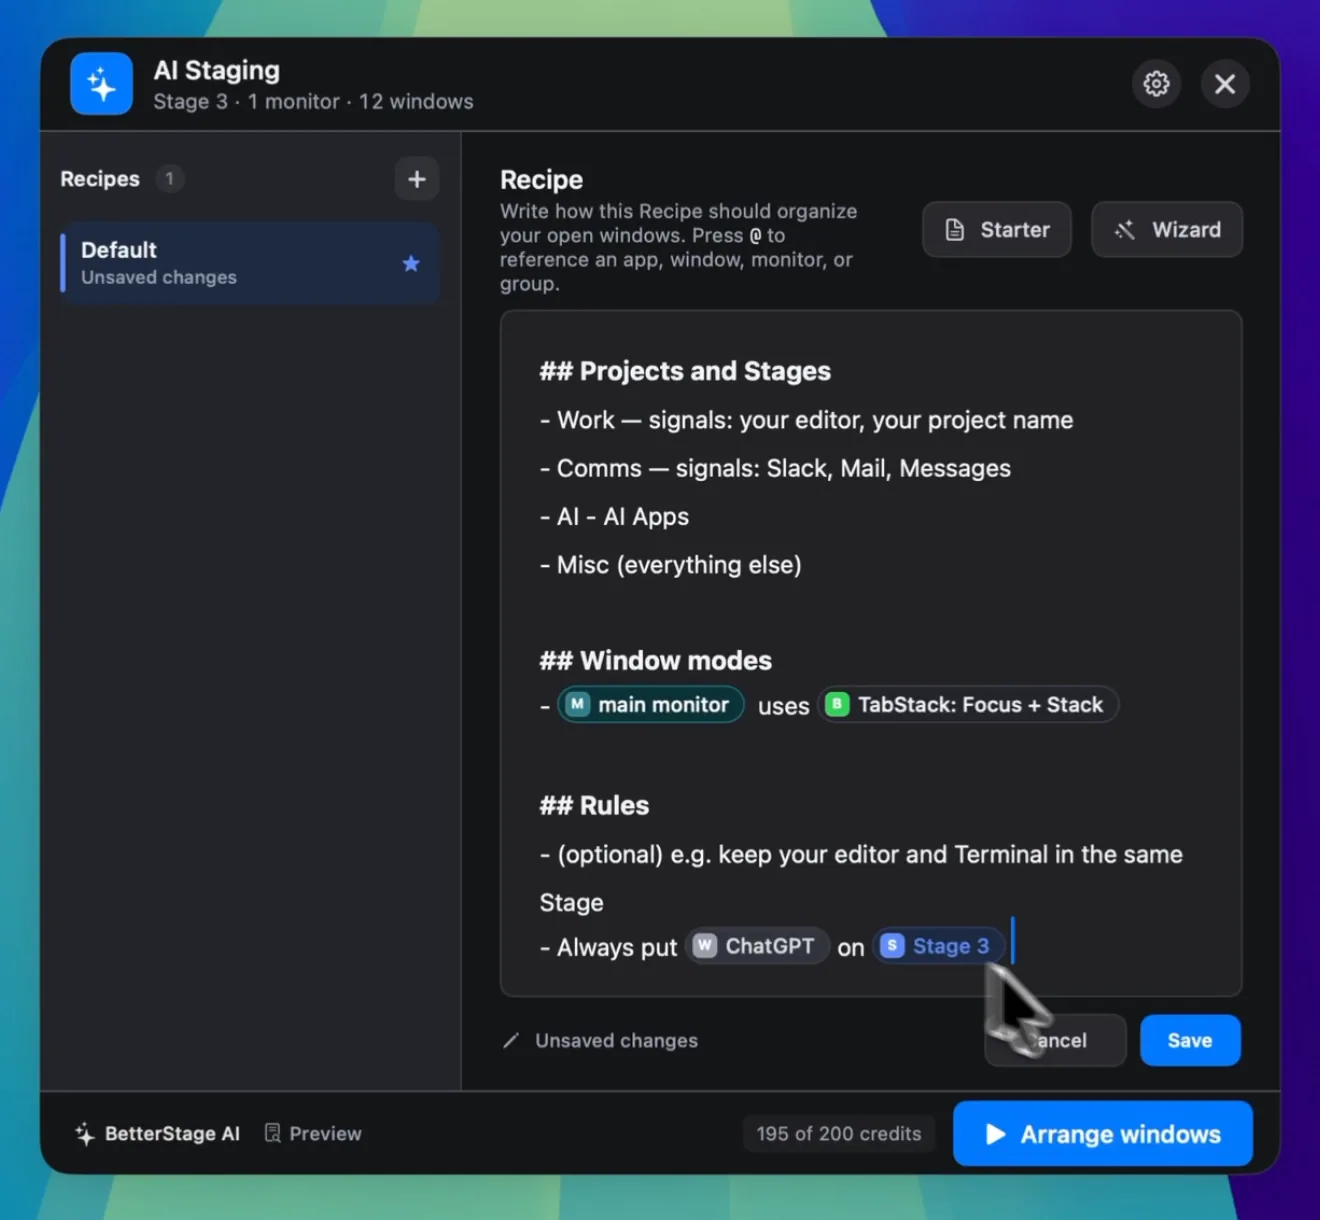 AI Staging
Stage 3 · 1 monitor · 12 windows
Recipes 1
+
Default
Unsaved changes
Recipe
Write how this Recipe should organize
your open windows. Press @ to
reference an app, window, monitor, or
group.
Starter
Wizard
## Projects and Stages
- Work — signals: your editor, your project name
- Comms — signals: Slack, Mail, Messages
- AI - AI Apps
- Misc (everything else)
## Window modes
- M main monitor uses B TabStack: Focus + Stack
## Rules
- (optional) e.g. keep your editor and Terminal in the same
Stage
- Always put W ChatGPT on S Stage 3
Unsaved changes
ancel
Save
BetterStage AI
Preview
195 of 200 credits
Arrange windows